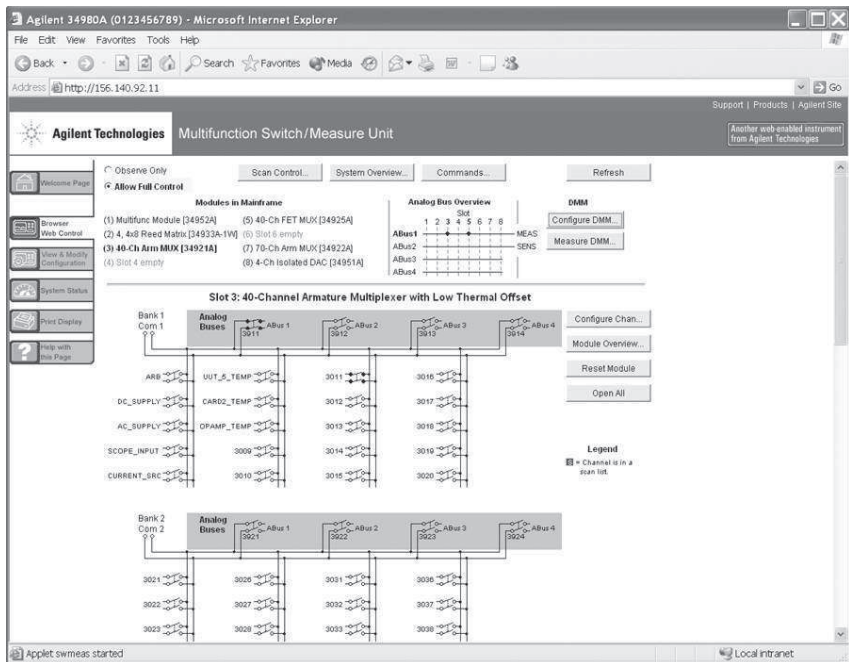 Agilent 34980A (0123456789) - Microsoft Internet Explorer
File Edit View Favorites Tools Help
Back Search Favorites Media
Address http://156.140.92.11 Go
Support | Products | Agilent Site
Agilent Technologies Multifunction Switch/Measure Unit
Another web-enabled instrument
from Agilent Technologies
Welcome Page
Browser
Web Control
View & Modify
Configuration
System Status
Print Display
Help with
this Page
Observe Only
Allow Full Control
Scan Control... System Overview... Commands... Refresh
Modules in Mainframe
(1) Multifunc Module [34952A] (5) 40-Ch FET MUX [34925A]
(2) 4, 4x8 Reed Matrix [34933A-1W] (6) Slot 6 empty
(3) 40-Ch Arm MUX [34921A] (7) 70-Ch Arm MUX [34922A]
(4) Slot 4 empty (8) 4-Ch Isolated DAC [34951A]
Analog Bus Overview
Slot
1 2 3 4 5 6 7 8
ABus1 MEAS
ABus2 SENS
ABus3
ABus4
DMM
Configure DMM...
Measure DMM...
Slot 3: 40-Channel Armature Multiplexer with Low Thermal Offset
Bank 1
Com 1
Analog
Buses
ABus 1 ABus 2 ABus 3 ABus 4
3911 3912 3913 3914
ARB UUT_5_TEMP 3011 3016
DC_SUPPLY CARD2_TEMP 3012 3017
AC_SUPPLY OPAMP_TEMP 3013 3018
SCOPE_INPUT 3009 3014 3019
CURRENT_SRC 3010 3015 3020
Configure Chan...
Module Overview...
Reset Module
Open All
Legend
= Channel is in a
scan list.
Bank 2
Com 2
Analog
Buses
ABus 1 ABus 2 ABus 3 ABus 4
3921 3922 3923 3924
3021 3026 3031 3036
3022 3027 3032 3037
3023 3028 3033 3038
Applet swmeas started Local intranet